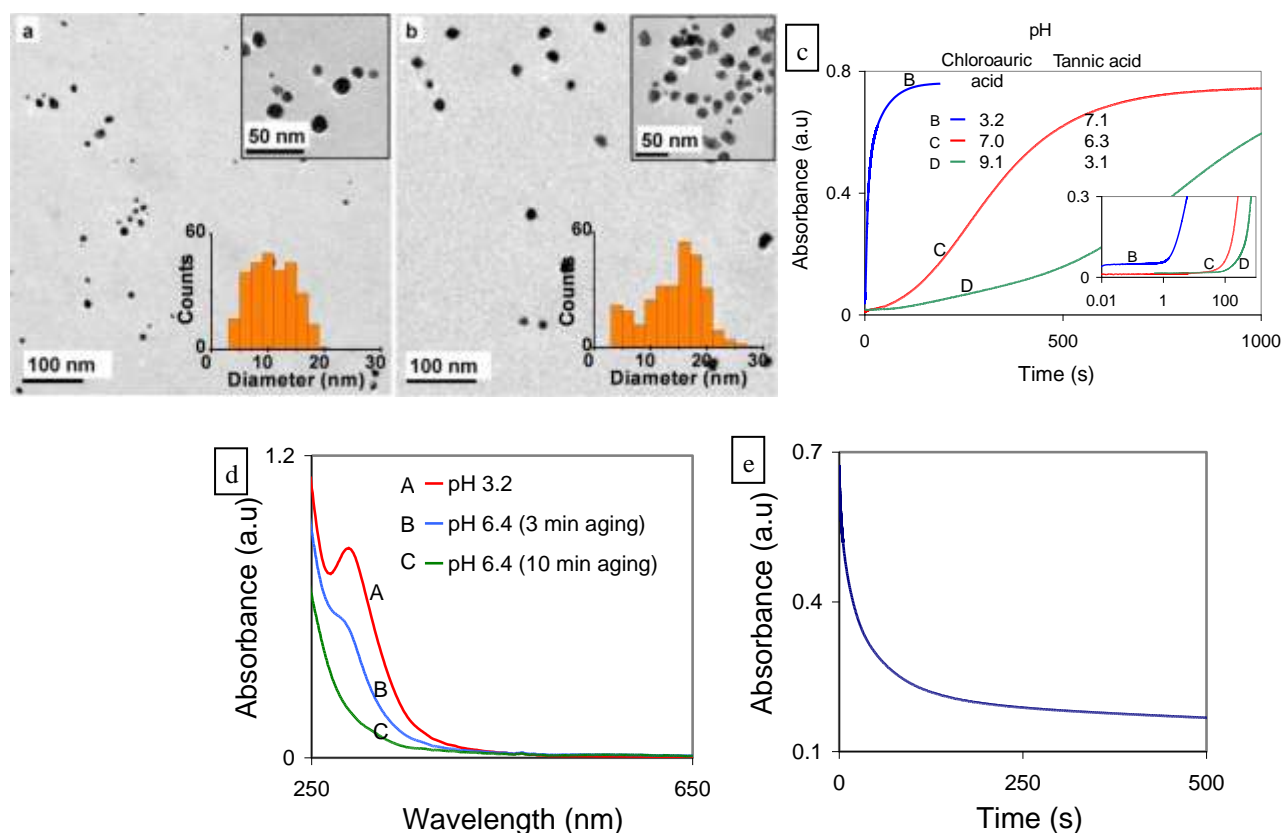 a
50 nm
60
Counts
0
0 10 20 30
Diameter (nm)
100 nm
b
50 nm
60
Counts
0
0 10 20 30
Diameter (nm)
100 nm
c
pH
Chloroauric acid Tannic acid
B 3.2 7.1
C 7.0 6.3
D 9.1 3.1
Absorbance (a.u)
0.8
0.4
0
B
C
D
0.3
0
B
C
D
0.01 1 100
0 500 1000
Time (s)
d
Absorbance (a.u)
1.2
0
A pH 3.2
B pH 6.4 (3 min aging)
C pH 6.4 (10 min aging)
A
B
C
250 650
Wavelength (nm)
e
Absorbance (a.u)
0.7
0.4
0.1
0 250 500
Time (s)